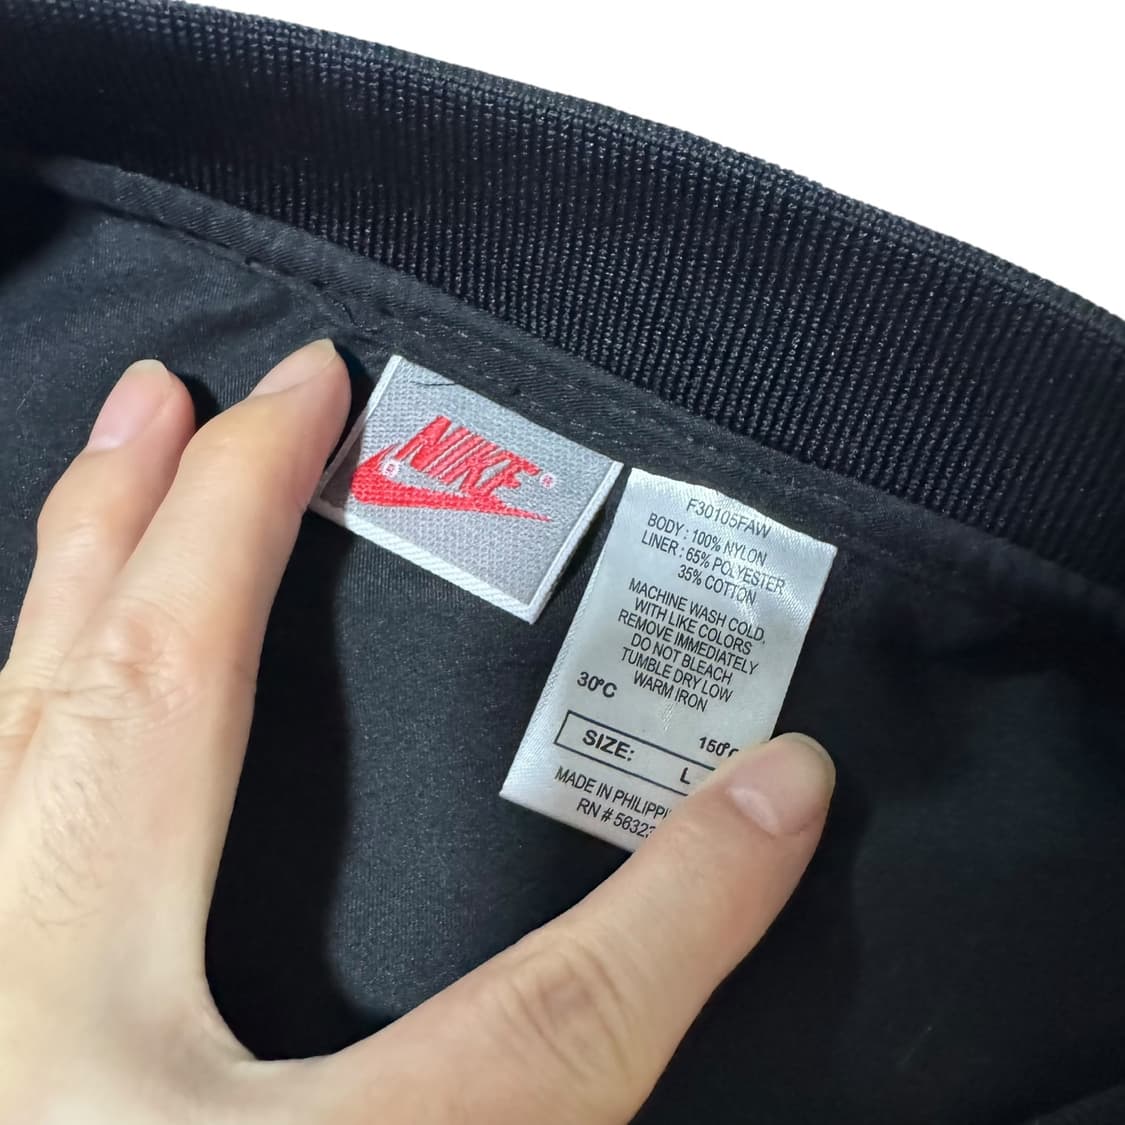 NIKE®
®
F30105FAW
BODY : 100% NYLON
LINER : 65% POLYESTER
35% COTTON
MACHINE WASH COLD.
WITH LIKE COLORS
REMOVE IMMEDIATELY
DO NOT BLEACH
TUMBLE DRY LOW
WARM IRON
30°C
150°C
SIZE: L
MADE IN
RN #